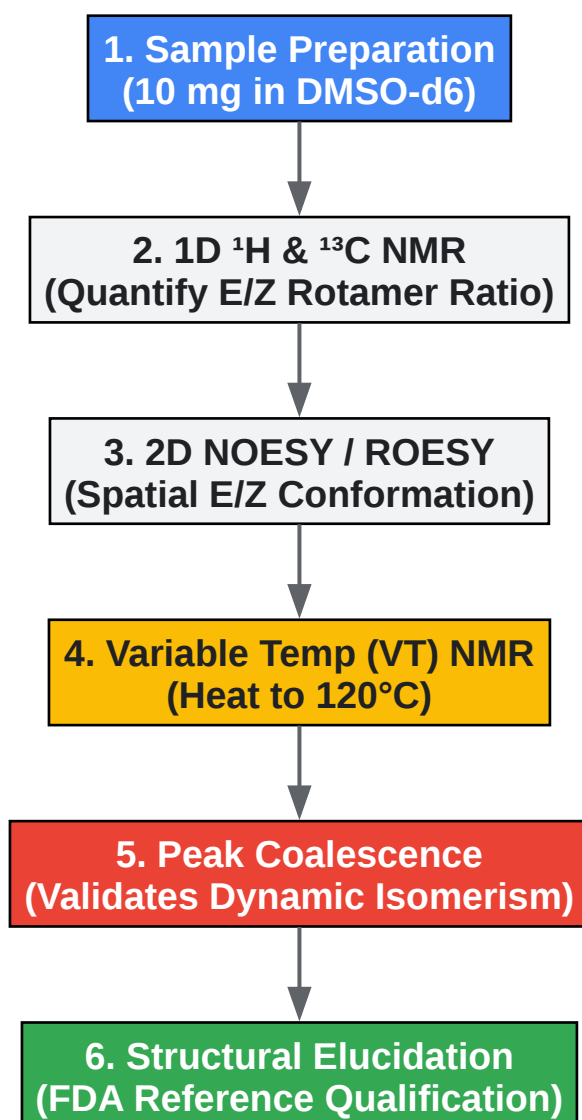 1. Sample Preparation
(10 mg in DMSO-d6)
2. 1D ¹H & ¹³C NMR
(Quantify E/Z Rotamer Ratio)
3. 2D NOESY / ROESY
(Spatial E/Z Conformation)
4. Variable Temp (VT) NMR
(Heat to 120°C)
5. Peak Coalescence
(Validates Dynamic Isomerism)
6. Structural Elucidation
(FDA Reference Qualification)